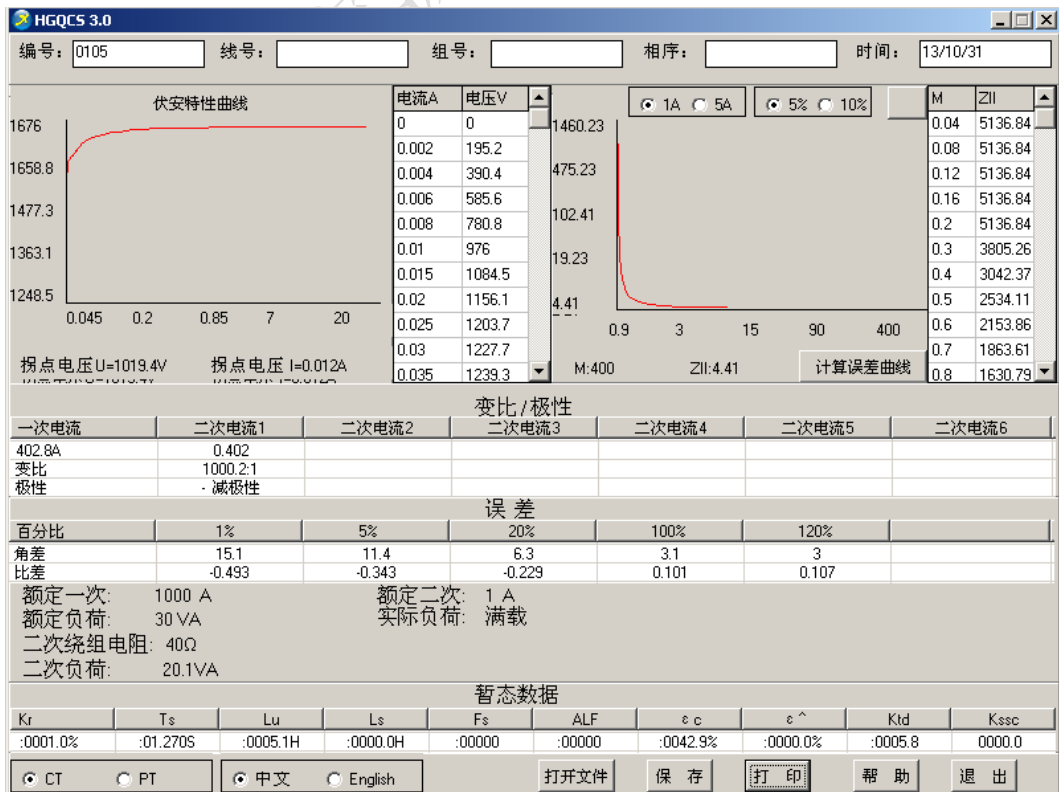 HGQCS 3.0
编号: 0105 线号: 组号: 相序: 时间: 13/10/31
伏安特性曲线
1676
1658.8
1477.3
1363.1
1248.5
0.045 0.2 0.85 7 20
拐点电压U=1019.4V 拐点电压 I=0.012A
电流A 电压V
0 0
0.002 195.2
0.004 390.4
0.006 585.6
0.008 780.8
0.01 976
0.015 1084.5
0.02 1156.1
0.025 1203.7
0.03 1227.7
0.035 1239.3
1A 5A 5% 10%
1460.23
475.23
102.41
19.23
4.41
0.9 3 15 90 400
M:400 ZII:4.41 计算误差曲线
M ZII
0.04 5136.84
0.08 5136.84
0.12 5136.84
0.16 5136.84
0.2 5136.84
0.3 3805.26
0.4 3042.37
0.5 2534.11
0.6 2153.86
0.7 1863.61
0.8 1630.79
变比/极性
一次电流 二次电流1 二次电流2 二次电流3 二次电流4 二次电流5 二次电流6
402.8A 0.402
变比 1000.2:1
极性 - 减极性
误 差
百分比 1% 5% 20% 100% 120%
角差 15.1 11.4 6.3 3.1 3
比差 -0.493 -0.343 -0.229 0.101 0.107
额定一次: 1000 A 额定二次: 1 A
额定负荷: 30 VA 实际负荷: 满载
二次绕组电阻: 40Ω
二次负荷: 20.1VA
暂态数据
Kr Ts Lu Ls Fs ALF ε c ε ^ Ktd Kssc
:0001.0% :01.270S :0005.1H :0000.0H :00000 :00000 :0042.9% :0000.0% :0005.8 0000.0
CT PT 中文 English 打开文件 保 存 打 印 帮 助 退 出